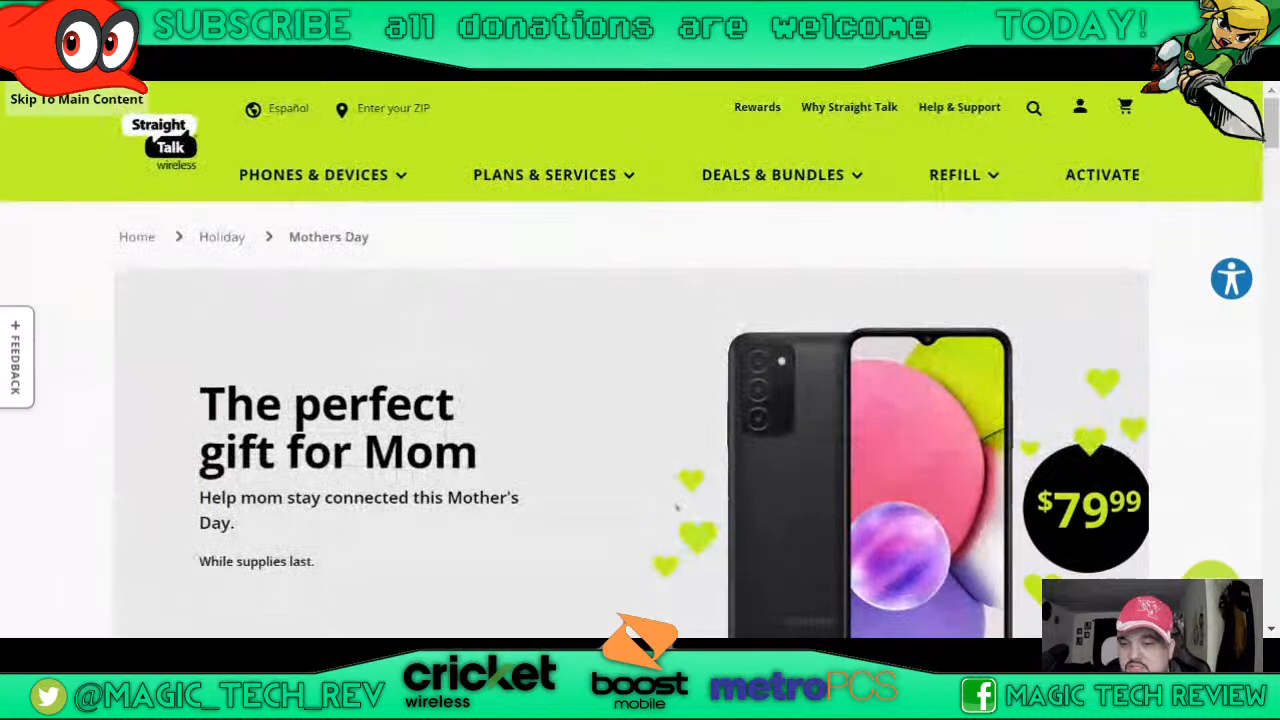 SUBSCRIBE all donations are welcome TODAY!
Skip To Main Content
Straight
Talk
wireless
Español
Enter your ZIP
Rewards
Why Straight Talk
Help & Support
PHONES & DEVICES
PLANS & SERVICES
DEALS & BUNDLES
REFILL
ACTIVATE
Home > Holiday > Mothers Day
+ FEEDBACK
The perfect
gift for Mom
Help mom stay connected this Mother's
Day.
While supplies last.
$79⁹⁹
@MAGIC_TECH_REV
cricket
wireless
boost
mobile
metroPCS
MAGIC TECH REVIEW